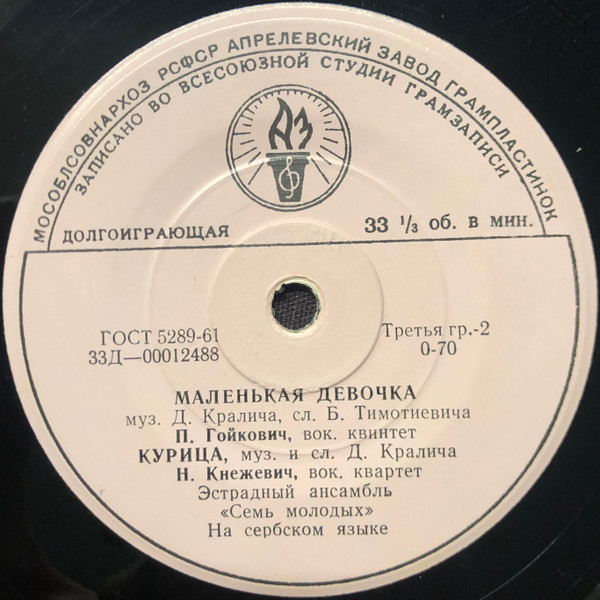 МОСОБЛСОВНАРХОЗ РСФСР АПРЕЛЕВСКИЙ ЗАВОД ГРАМПЛАСТИНОК
ЗАПИСАНО ВО ВСЕСОЮЗНОЙ СТУДИИ ГРАМЗАПИСИ
АЗ
ДОЛГОИГРАЮЩАЯ 33 1/3 об. в мин.
ГОСТ 5289-61 Третья гр.-2
33Д—00012488 0-70
МАЛЕНЬКАЯ ДЕВОЧКА
муз. Д. Кралича, сл. Б. Тимотиевича
П. Гойкович, вок. квинтет
КУРИЦА, муз. и сл. Д. Кралича
Н. Кнежевич, вок. квартет
Эстрадный ансамбль
«Семь молодых»
На сербском языке